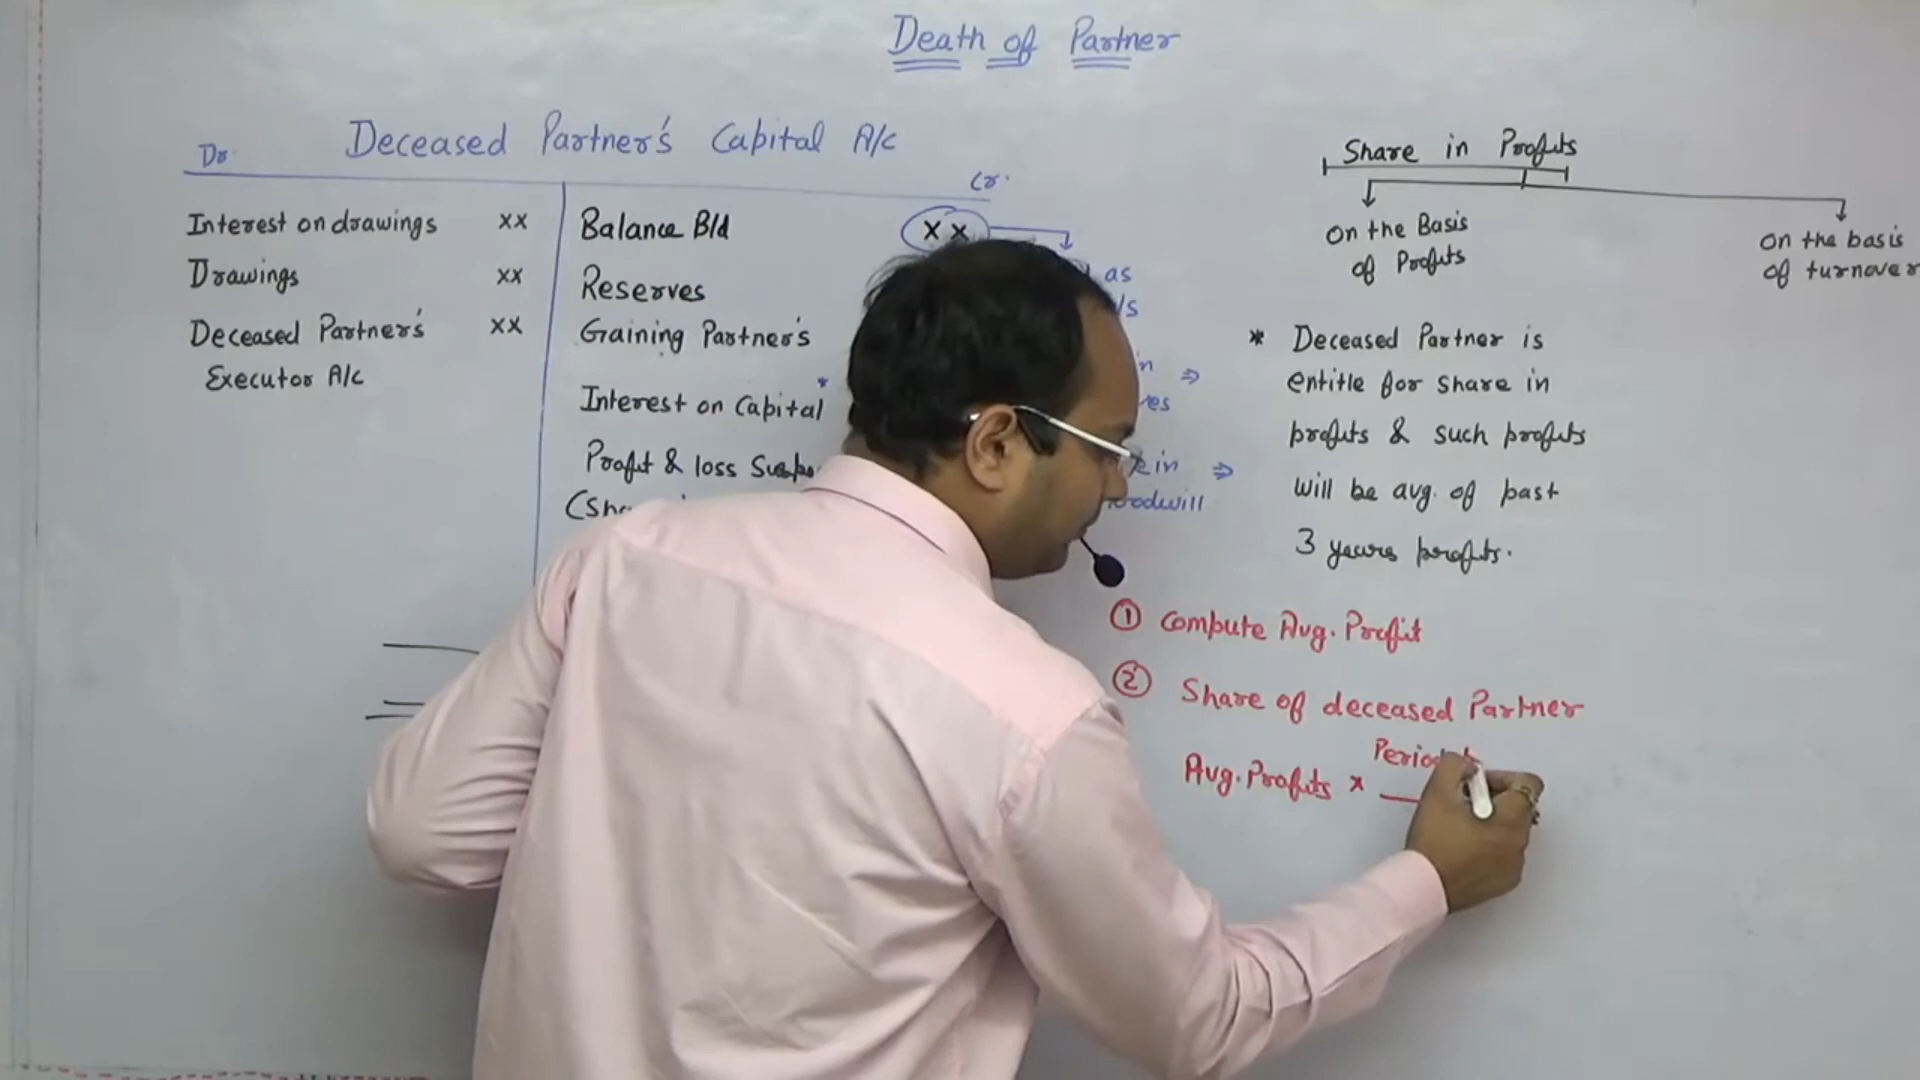 Death of Partner
Deceased Partner's Capital A/c
Dr.
Cr.
Interest on drawings xx
Drawings xx
Deceased Partner's xx
Executor A/c
Balance B/d xx
Reserves
Gaining Partner's
Interest on Capital*
Profit & loss
as
Share in Profits
On the Basis
of Profits
On the basis
of turnover
* Deceased Partner is
entitle for share in
profits & such profits
will be avg. of past
3 years profits.
① Compute Avg. Profit
② Share of deceased Partner
Avg. Profits ×